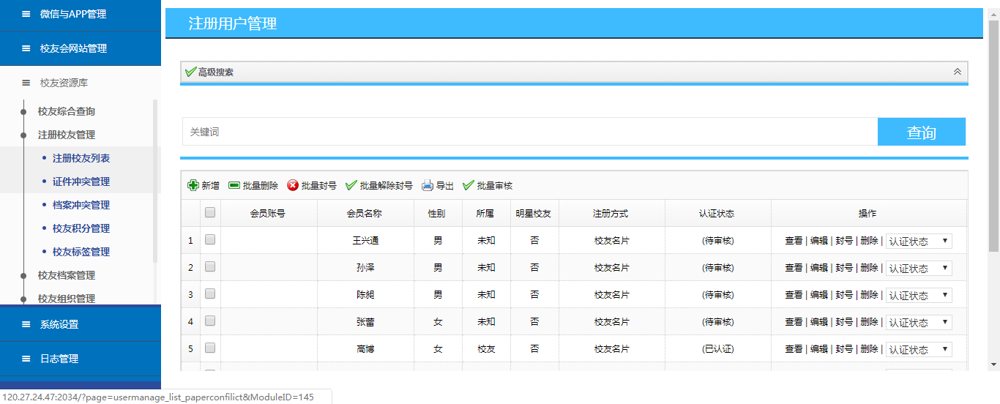 微信与APP管理
校友会网站管理
校友资源库
校友综合查询
注册校友管理
注册校友列表
证件冲突管理
档案冲突管理
校友积分管理
校友标签管理
校友档案管理
校友组织管理
系统设置
日志管理
注册用户管理
高级搜索
关键词 查询
新增 批量删除 批量封号 批量解除封号 导出 批量审核
会员账号 会员名称 性别 所属 明星校友 注册方式 认证状态 操作
1 王兴通 男 未知 否 校友名片 (待审核) 查看 | 编辑 | 封号 | 删除 | 认证状态
2 孙泽 男 未知 否 校友名片 (待审核) 查看 | 编辑 | 封号 | 删除 | 认证状态
3 陈昶 男 未知 否 校友名片 (待审核) 查看 | 编辑 | 封号 | 删除 | 认证状态
4 张蕾 女 未知 否 校友名片 (待审核) 查看 | 编辑 | 封号 | 删除 | 认证状态
5 高博 女 校友 否 校友名片 (已认证) 查看 | 编辑 | 封号 | 删除 | 认证状态
120.27.24.47:2034/?page=usermanage_list_paperconfilict&ModuleID=145